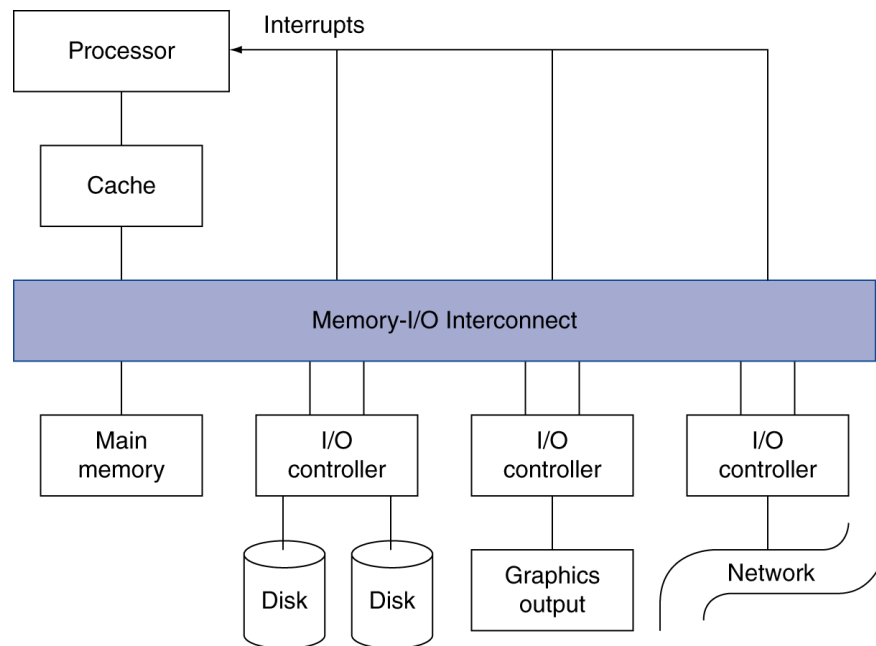 Interrupts
Processor
Cache
Memory-I/O Interconnect
Main
memory
I/O
controller
I/O
controller
I/O
controller
Disk
Disk
Graphics
output
Network